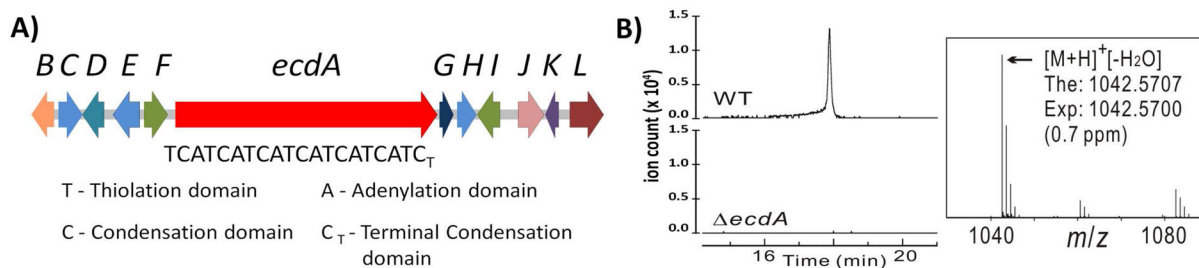 A)
B C D E F ecdA G H I J K L
TCATCATCATCATCATCATC_T
T - Thiolation domain
A - Adenylation domain
C - Condensation domain
C_T - Terminal Condensation
domain
B)
ion count (x 10⁴)
1.5
1.0
0.5
0.0
WT
1.5
1.0
0.5
0.0
ΔecdA
16 20
Time (min)
[M+H]⁺[-H₂O]
The: 1042.5707
Exp: 1042.5700
(0.7 ppm)
1040 m/z 1080